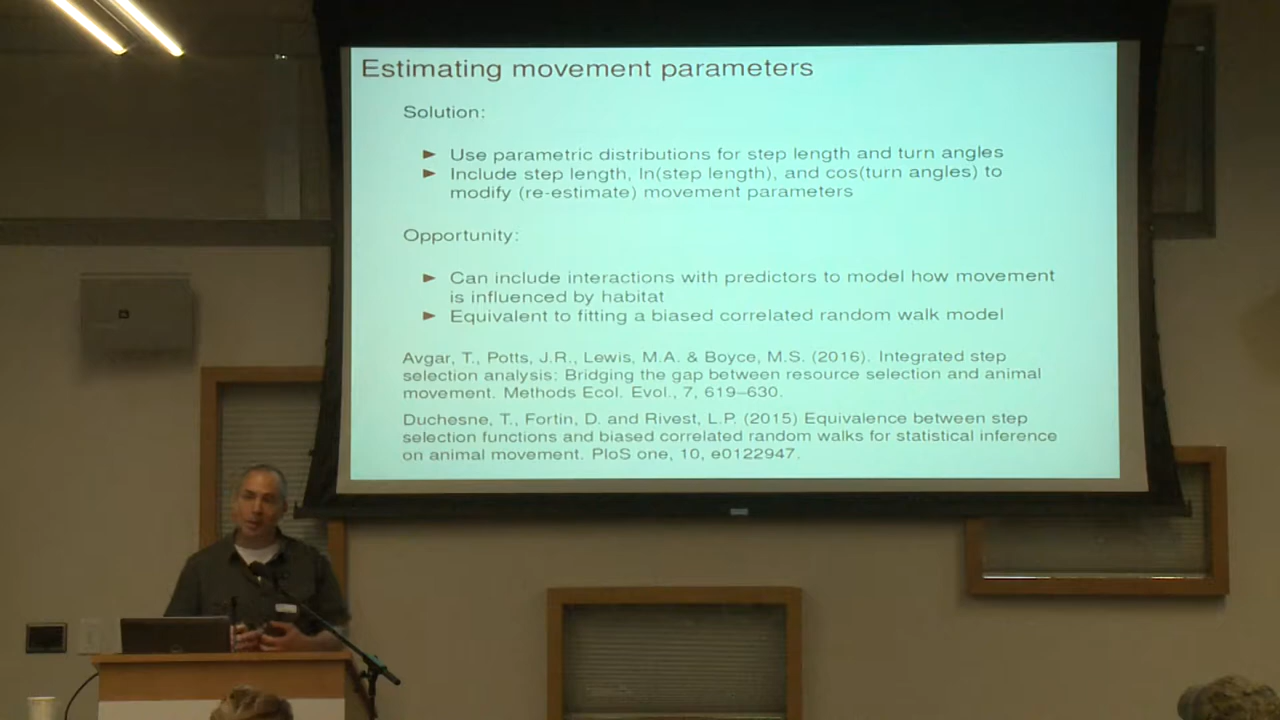 Estimating movement parameters
Solution:
► Use parametric distributions for step length and turn angles
► Include step length, ln(step length), and cos(turn angles) to
modify (re-estimate) movement parameters
Opportunity:
► Can include interactions with predictors to model how movement
is influenced by habitat
► Equivalent to fitting a biased correlated random walk model
Avgar, T., Potts, J.R., Lewis, M.A. & Boyce, M.S. (2016). Integrated step
selection analysis: Bridging the gap between resource selection and animal
movement. Methods Ecol. Evol., 7, 619–630.
Duchesne, T., Fortin, D. and Rivest, L.P. (2015) Equivalence between step
selection functions and biased correlated random walks for statistical inference
on animal movement. PloS one, 10, e0122947.